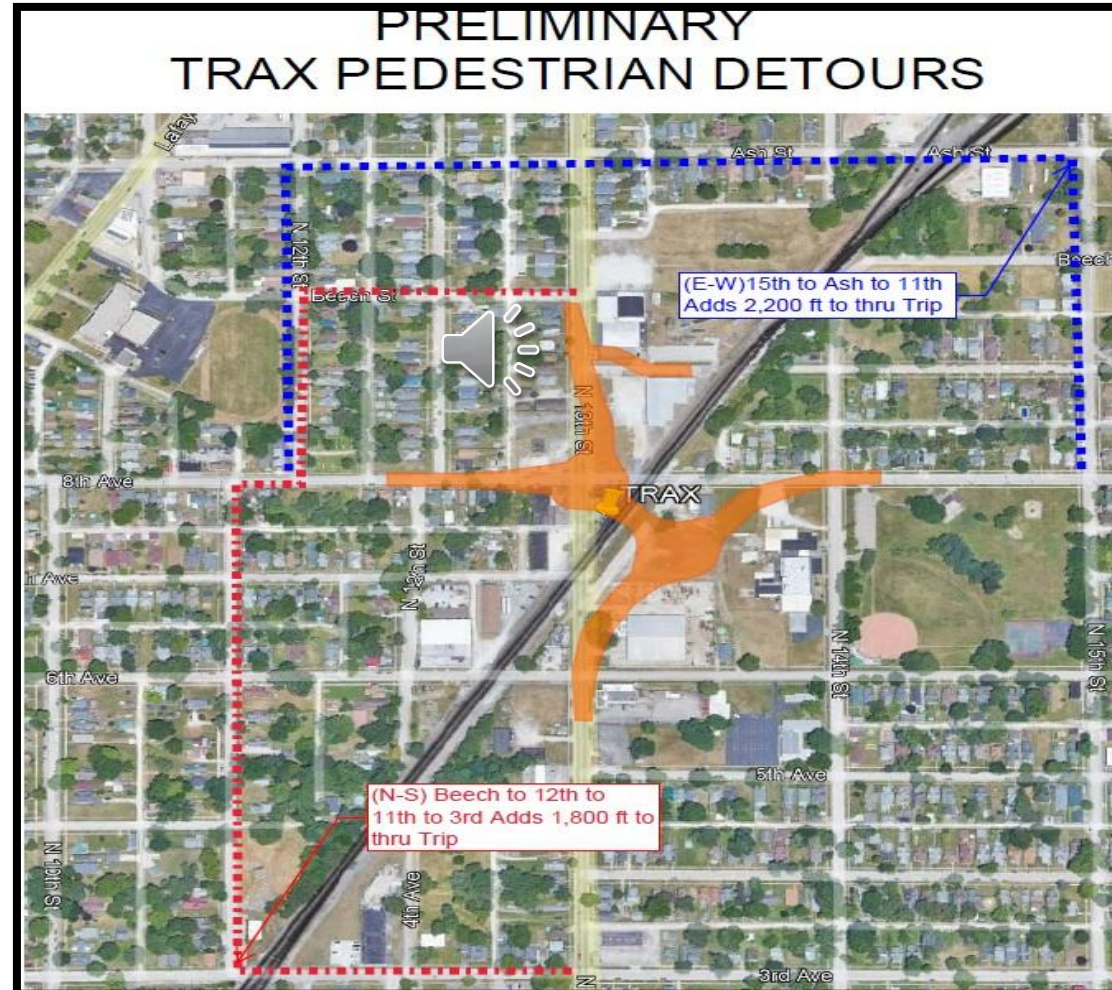 PRELIMINARY
TRAX PEDESTRIAN DETOURS
Lafay
Ash St
Ash St
N 12th St
Beech
(E-W)15th to Ash to 11th
Adds 2,200 ft to thru Trip
Beech St
N 13th St
8th Ave
TRAX
N 12th St
h Ave
N 14th St
N 15th St
6th Ave
5th Ave
(N-S) Beech to 12th to
11th to 3rd Adds 1,800 ft to
thru Trip
N 10th St
4th Ave
3rd Ave
N